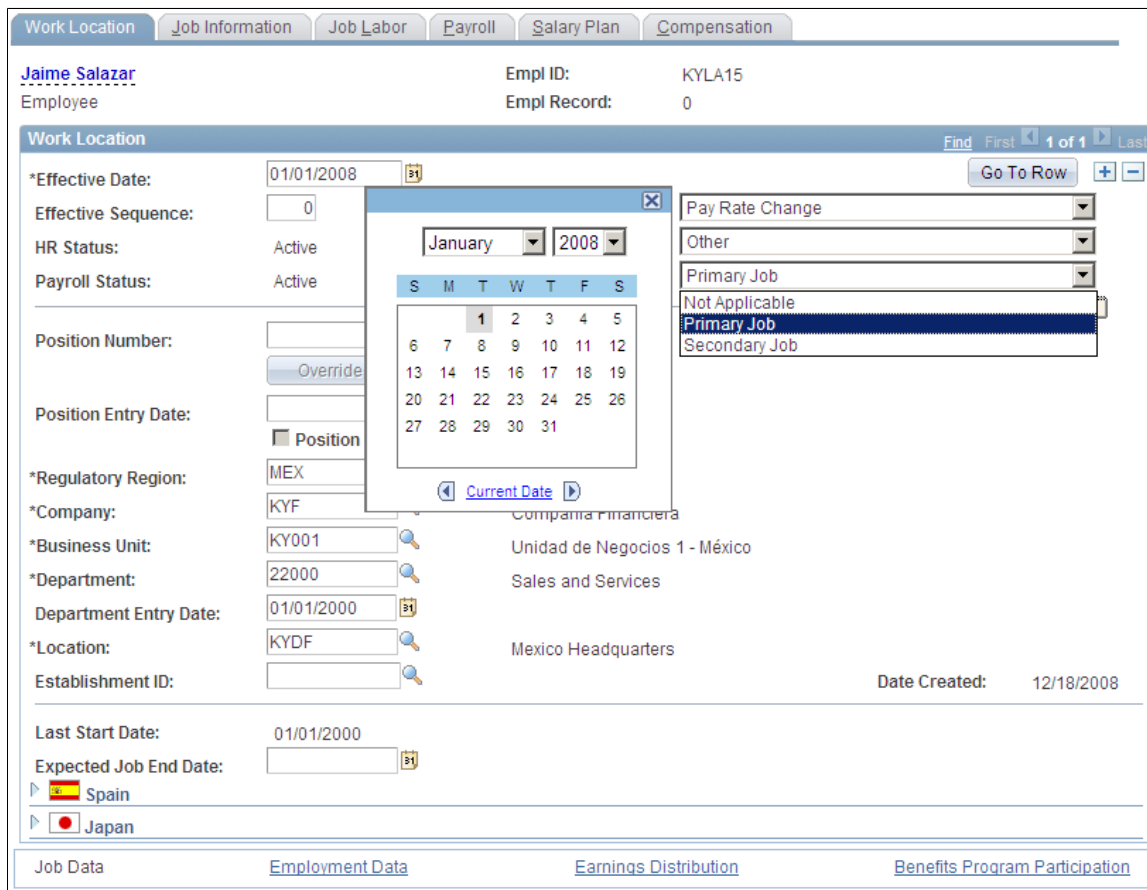 Work Location Job Information Job Labor Payroll Salary Plan Compensation
Jaime Salazar Empl ID: KYLA15
Employee Empl Record: 0
Work Location Find First 1 of 1 Last
*Effective Date: 01/01/2008 31 Go To Row
Effective Sequence: 0 Pay Rate Change
HR Status: Active Other
Payroll Status: Active Primary Job
Not Applicable
Primary Job
Secondary Job
January 2008
S M T W T F S
1 2 3 4 5
6 7 8 9 10 11 12
13 14 15 16 17 18 19
20 21 22 23 24 25 26
27 28 29 30 31
Current Date
Position Number:
Override
Position Entry Date:
Position
*Regulatory Region: MEX
*Company: KYF Compañía Financiera
*Business Unit: KY001 Unidad de Negocios 1 - México
*Department: 22000 Sales and Services
Department Entry Date: 01/01/2000 31
*Location: KYDF Mexico Headquarters
Establishment ID: Date Created: 12/18/2008
Last Start Date: 01/01/2000
Expected Job End Date: 31
Spain
Japan
Job Data Employment Data Earnings Distribution Benefits Program Participation